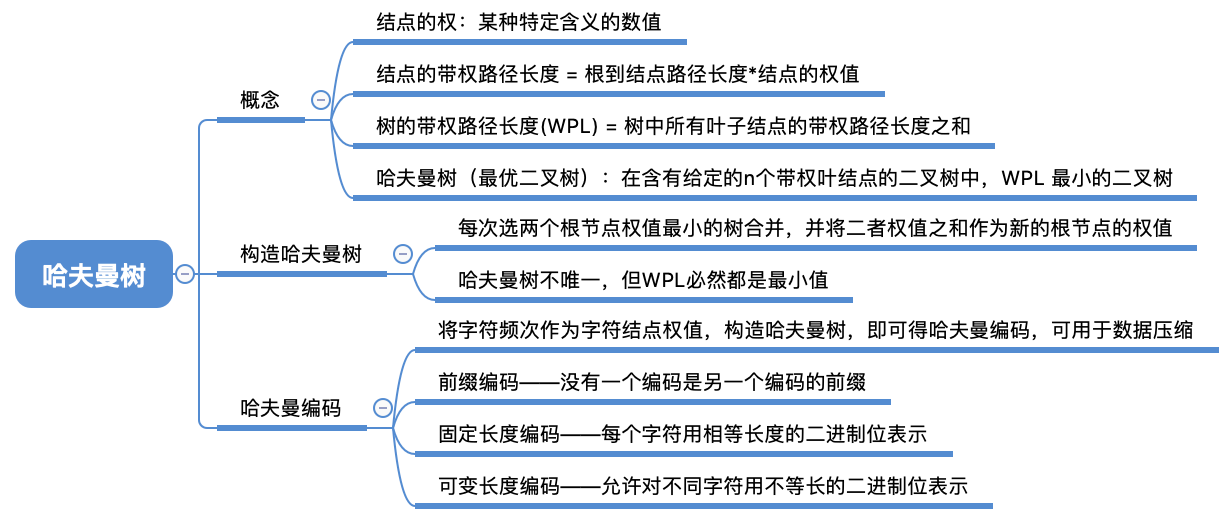 哈夫曼树
概念
结点的权：某种特定含义的数值
结点的带权路径长度 = 根到结点路径长度*结点的权值
树的带权路径长度(WPL) = 树中所有叶子结点的带权路径长度之和
哈夫曼树（最优二叉树）：在含有给定的n个带权叶结点的二叉树中，WPL 最小的二叉树
构造哈夫曼树
每次选两个根节点权值最小的树合并，并将二者权值之和作为新的根节点的权值
哈夫曼树不唯一，但WPL必然都是最小值
哈夫曼编码
将字符频次作为字符结点权值，构造哈夫曼树，即可得哈夫曼编码，可用于数据压缩
前缀编码——没有一个编码是另一个编码的前缀
固定长度编码——每个字符用相等长度的二进制位表示
可变长度编码——允许对不同字符用不等长的二进制位表示